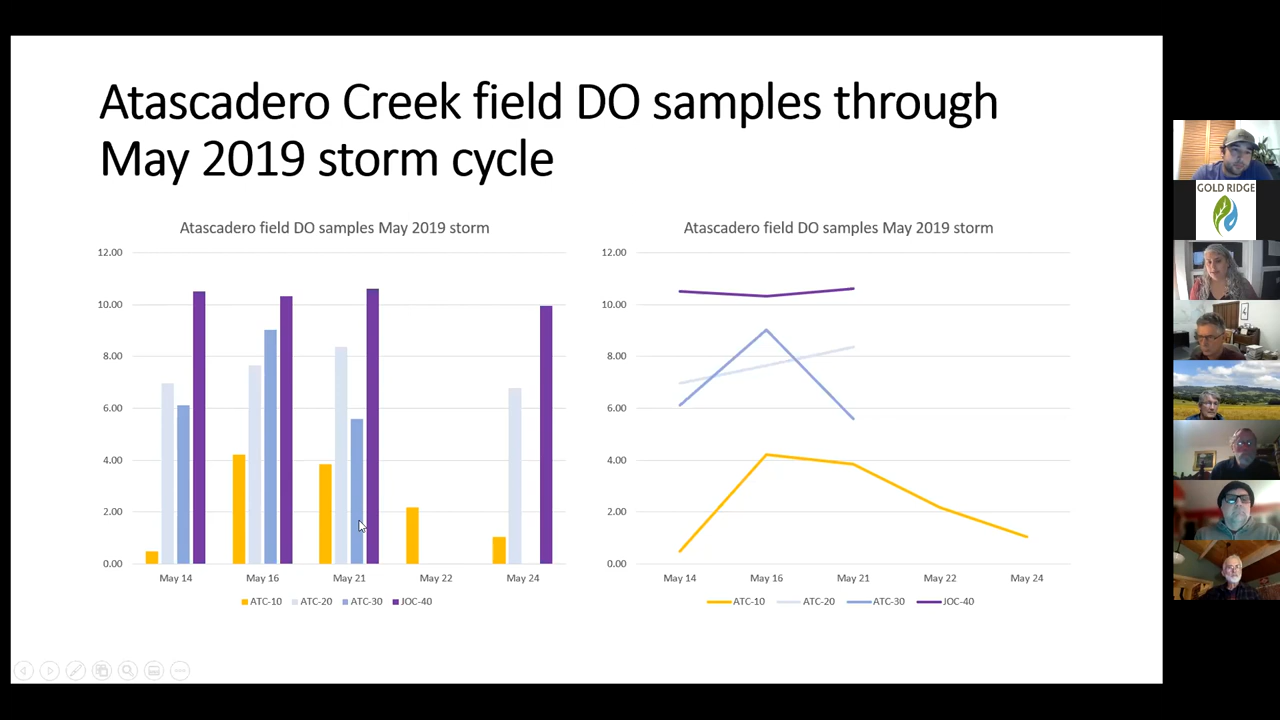 Atascadero Creek field DO samples through
May 2019 storm cycle
Atascadero field DO samples May 2019 storm
12.00
10.00
8.00
6.00
4.00
2.00
0.00
May 14 May 16 May 21 May 22 May 24
ATC-10 ATC-20 ATC-30 JOC-40
Atascadero field DO samples May 2019 storm
12.00
10.00
8.00
6.00
4.00
2.00
0.00
May 14 May 16 May 21 May 22 May 24
ATC-10 ATC-20 ATC-30 JOC-40
GOLD RIDGE